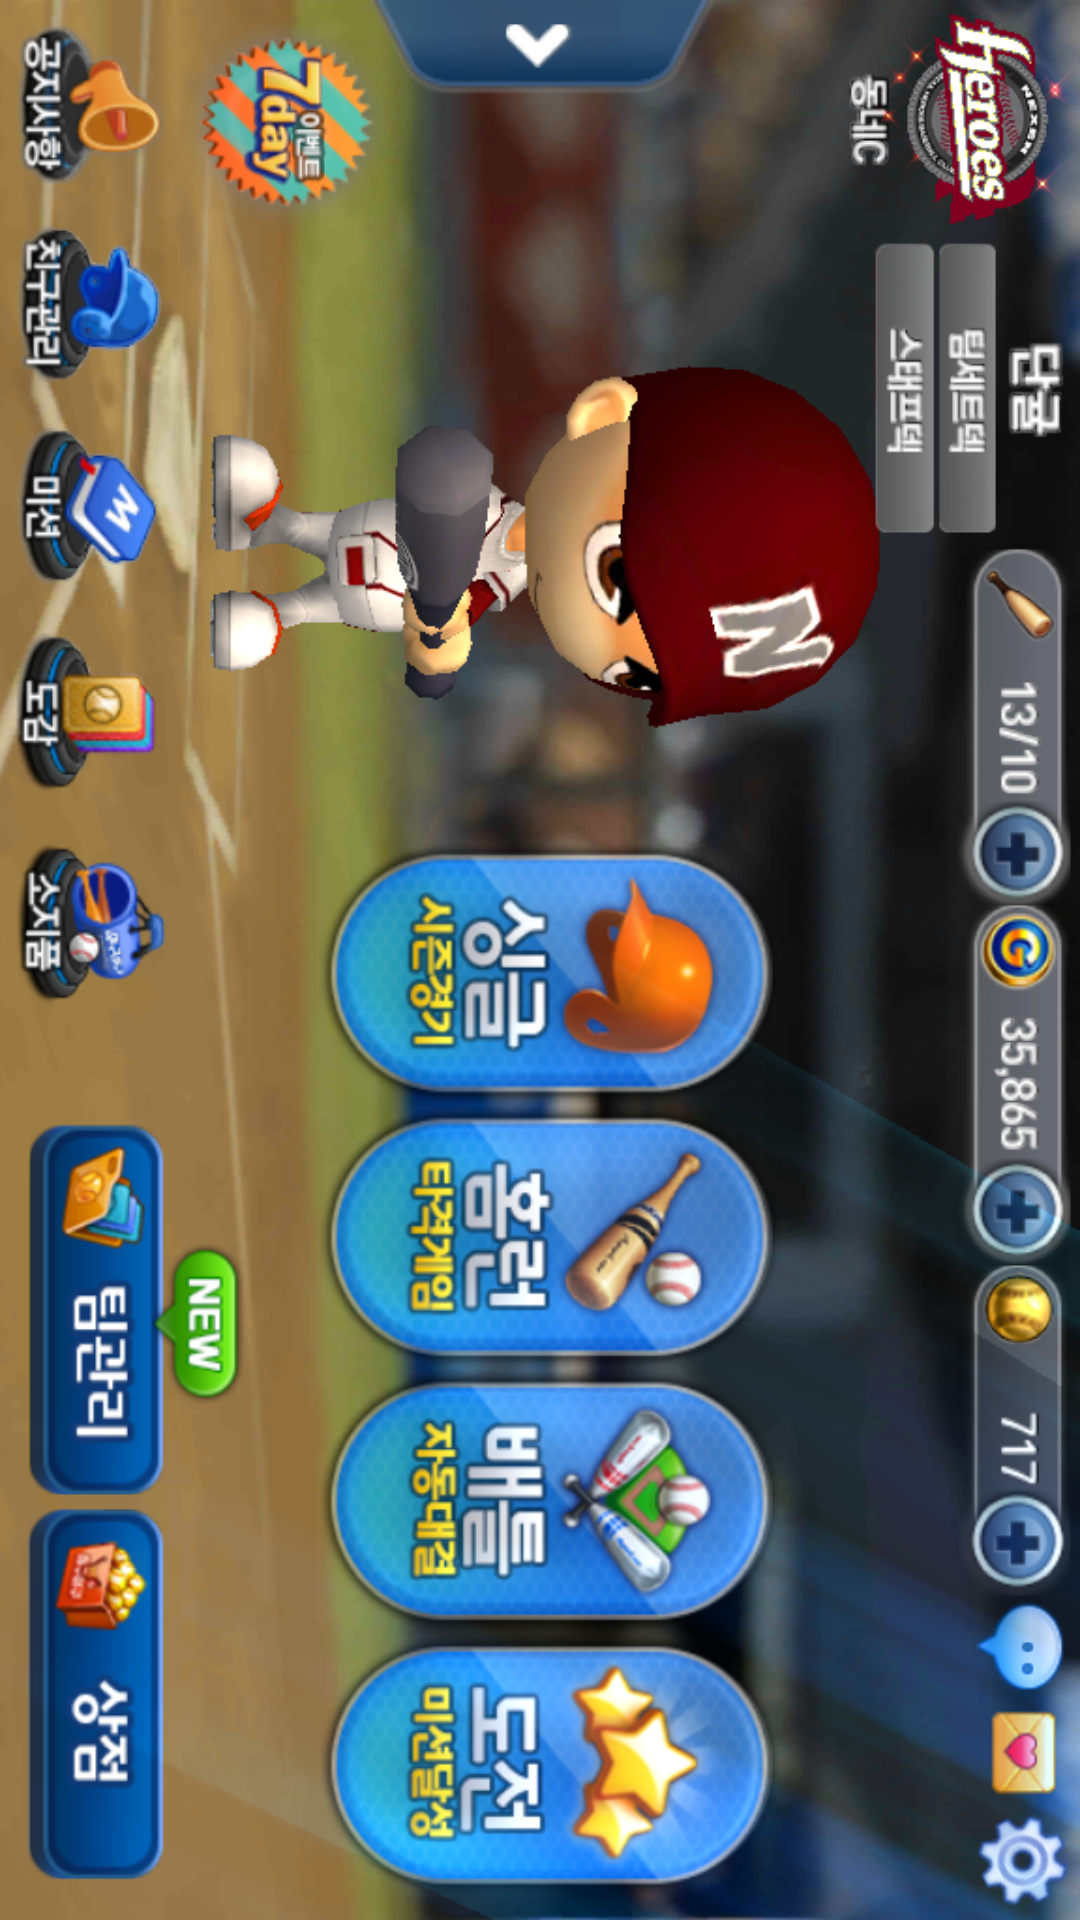 NEXEN
Heroes
동네C
단굴
팀세트덱
스태프덱
13/10
35,865
717
7day
이벤트
N
싱글
시즌경기
홈런
타격게임
배틀
자동대결
도전
미션달성
공지사항
친구관리
M
미션
도감
소지품
NEW
팀관리
상점